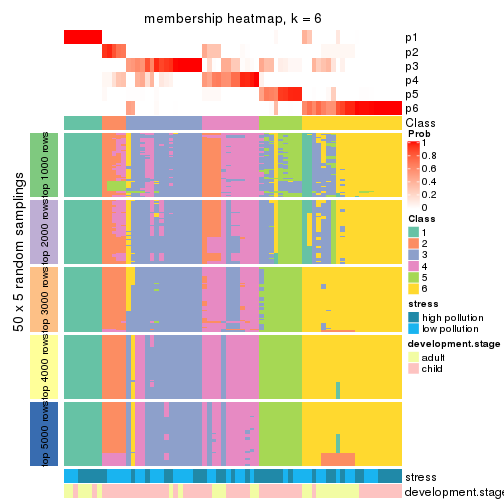 membership heatmap, k = 6
p1
p2
p3
p4
p5
p6
Class
50 x 5 random samplings
top 1000 rows
top 2000 rows
top 3000 rows
top 4000 rows
top 5000 rows
stress
development.stage
Prob
1
0.8
0.6
0.4
0.2
0
Class
1
2
3
4
5
6
stress
high pollution
low pollution
development.stage
adult
child